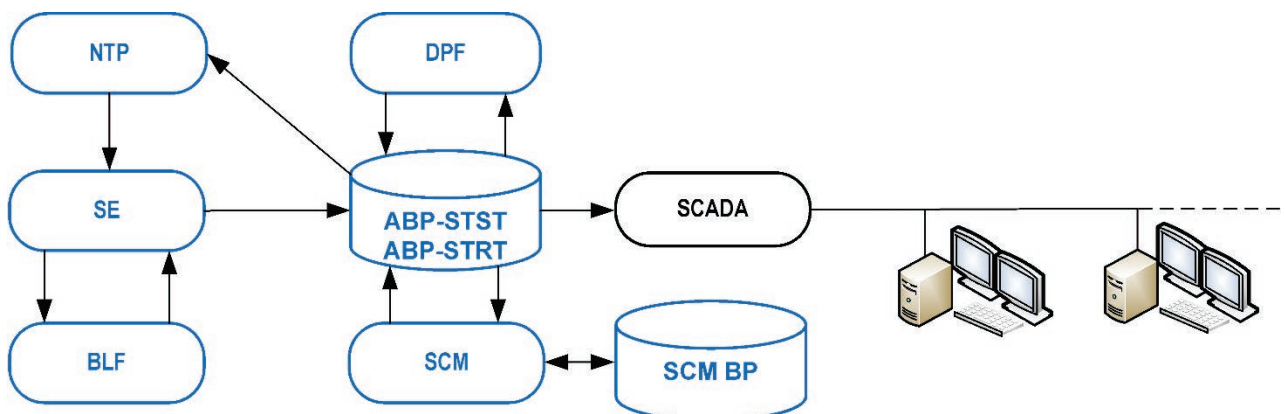 NTP
DPF
SE
ABP-STST
ABP-STRT
SCADA
BLF
SCM
SCM BP